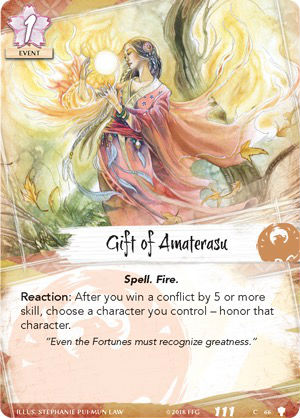 1
EVENT
Gift of Amaterasu
Spell. Fire.
Reaction: After you win a conflict by 5 or more
skill, choose a character you control – honor that
character.
“Even the Fortunes must recognize greatness.”
ILLUS. STEPHANIE PUI-MUN LAW ©2018 FFG C 66